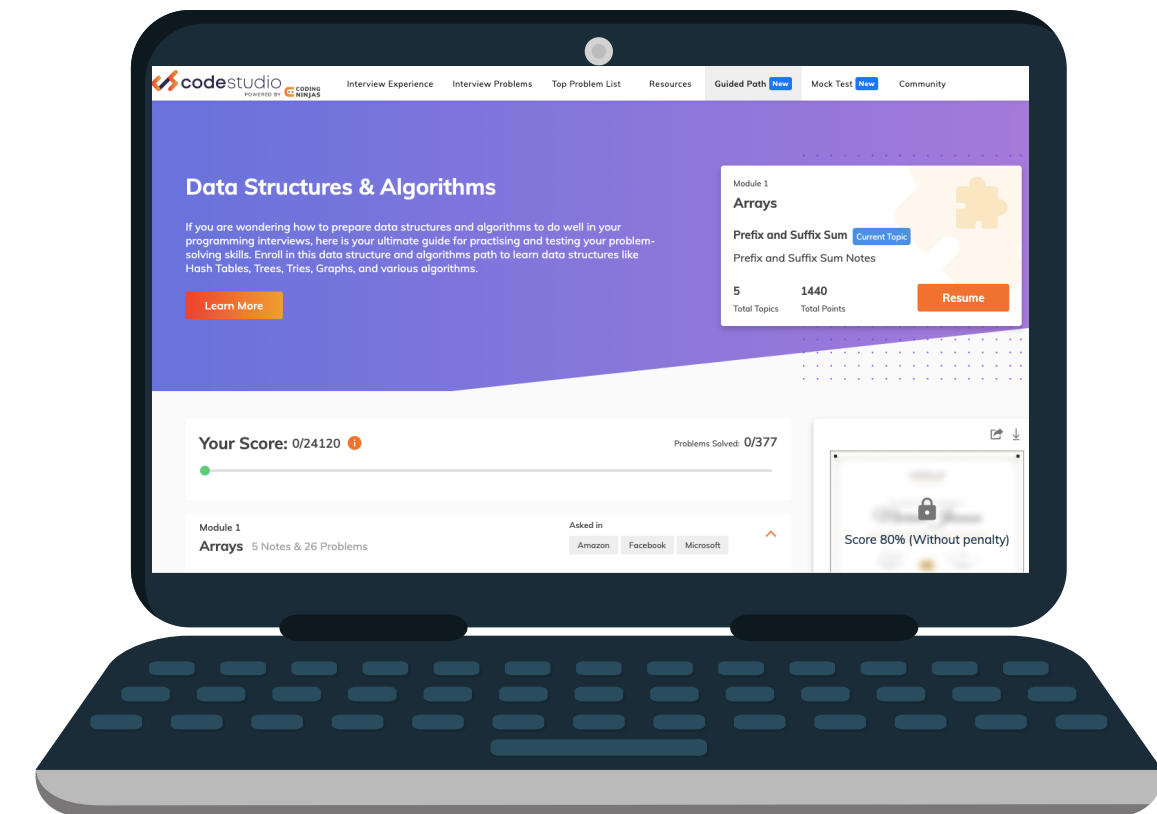 codestudio
POWERED BY CODING NINJAS
Interview Experience Interview Problems Top Problem List Resources Guided Path New Mock Test New Community
Data Structures & Algorithms
If you are wondering how to prepare data structures and algorithms to do well in your
programming interviews, here is your ultimate guide for practising and testing your problem-
solving skills. Enroll in this data structure and algorithms path to learn data structures like
Hash Tables, Trees, Tries, Graphs, and various algorithms.
Learn More
Module 1
Arrays
Prefix and Suffix Sum Current Topic
Prefix and Suffix Sum Notes
5 1440
Total Topics Total Points
Resume
Your Score: 0/24120 i
Problems Solved: 0/377
Module 1
Arrays 5 Notes & 26 Problems
Asked in
Amazon Facebook Microsoft
Score 80% (Without penalty)